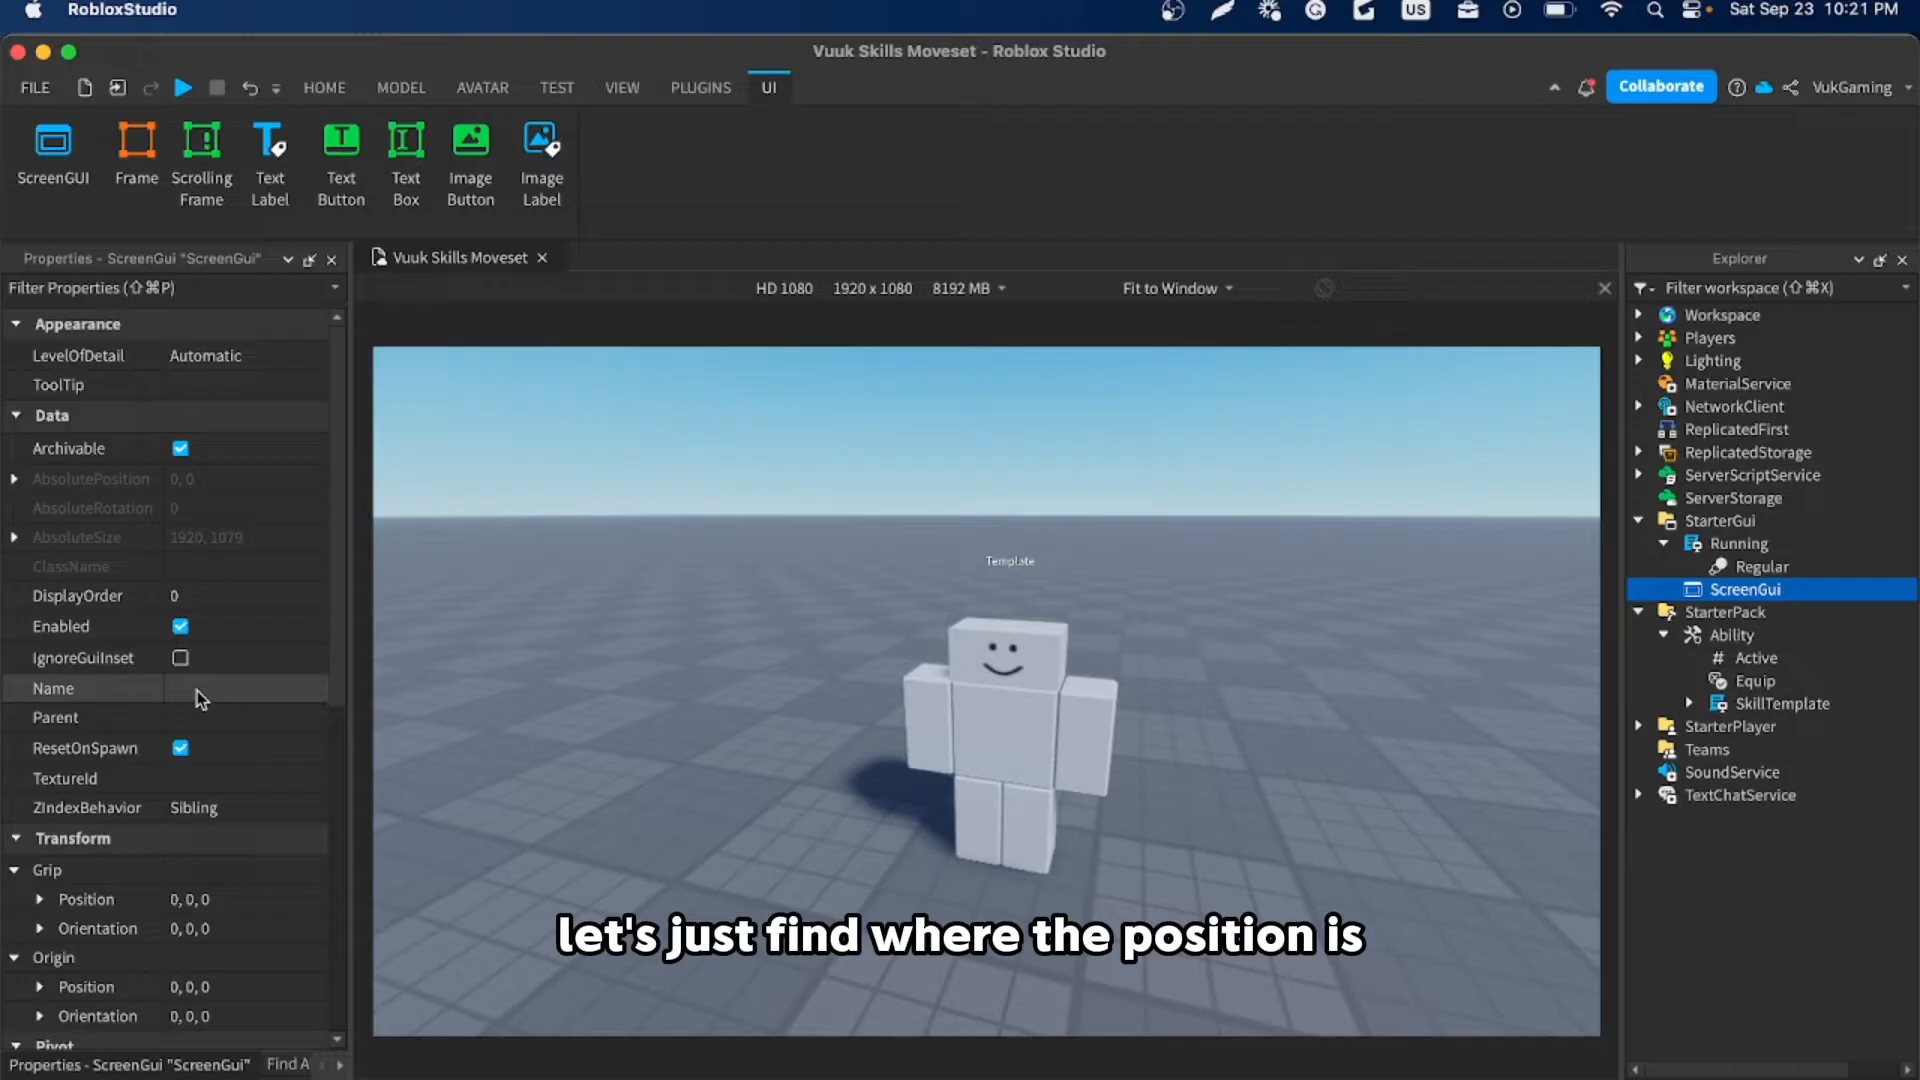 RobloxStudio
US
Sat Sep 23 10:21 PM
Vuuk Skills Moveset - Roblox Studio
FILE
HOME
MODEL
AVATAR
TEST
VIEW
PLUGINS
UI
Collaborate
VukGaming
ScreenGUI
Frame
Scrolling
Frame
Text
Label
Text
Button
Text
Box
Image
Button
Image
Label
Properties - ScreenGui "ScreenGui"
Filter Properties (⇧⌘P)
Appearance
LevelOfDetail Automatic
ToolTip
Data
Archivable
AbsolutePosition 0, 0
AbsoluteRotation 0
AbsoluteSize 1920, 1079
ClassName
DisplayOrder 0
Enabled
IgnoreGuiInset
Name
Parent
ResetOnSpawn
TextureId
ZIndexBehavior Sibling
Transform
Grip
Position 0, 0, 0
Orientation 0, 0, 0
Origin
Position 0, 0, 0
Orientation 0, 0, 0
Pivot
Properties - ScreenGui "ScreenGui"
Find A
Vuuk Skills Moveset
HD 1080 1920 x 1080 8192 MB
Fit to Window
Template
let's just find where the position is
Explorer
Filter workspace (⇧⌘X)
Workspace
Players
Lighting
MaterialService
NetworkClient
ReplicatedFirst
ReplicatedStorage
ServerScriptService
ServerStorage
StarterGui
Running
Regular
ScreenGui
StarterPack
Ability
# Active
Equip
SkillTemplate
StarterPlayer
Teams
SoundService
TextChatService